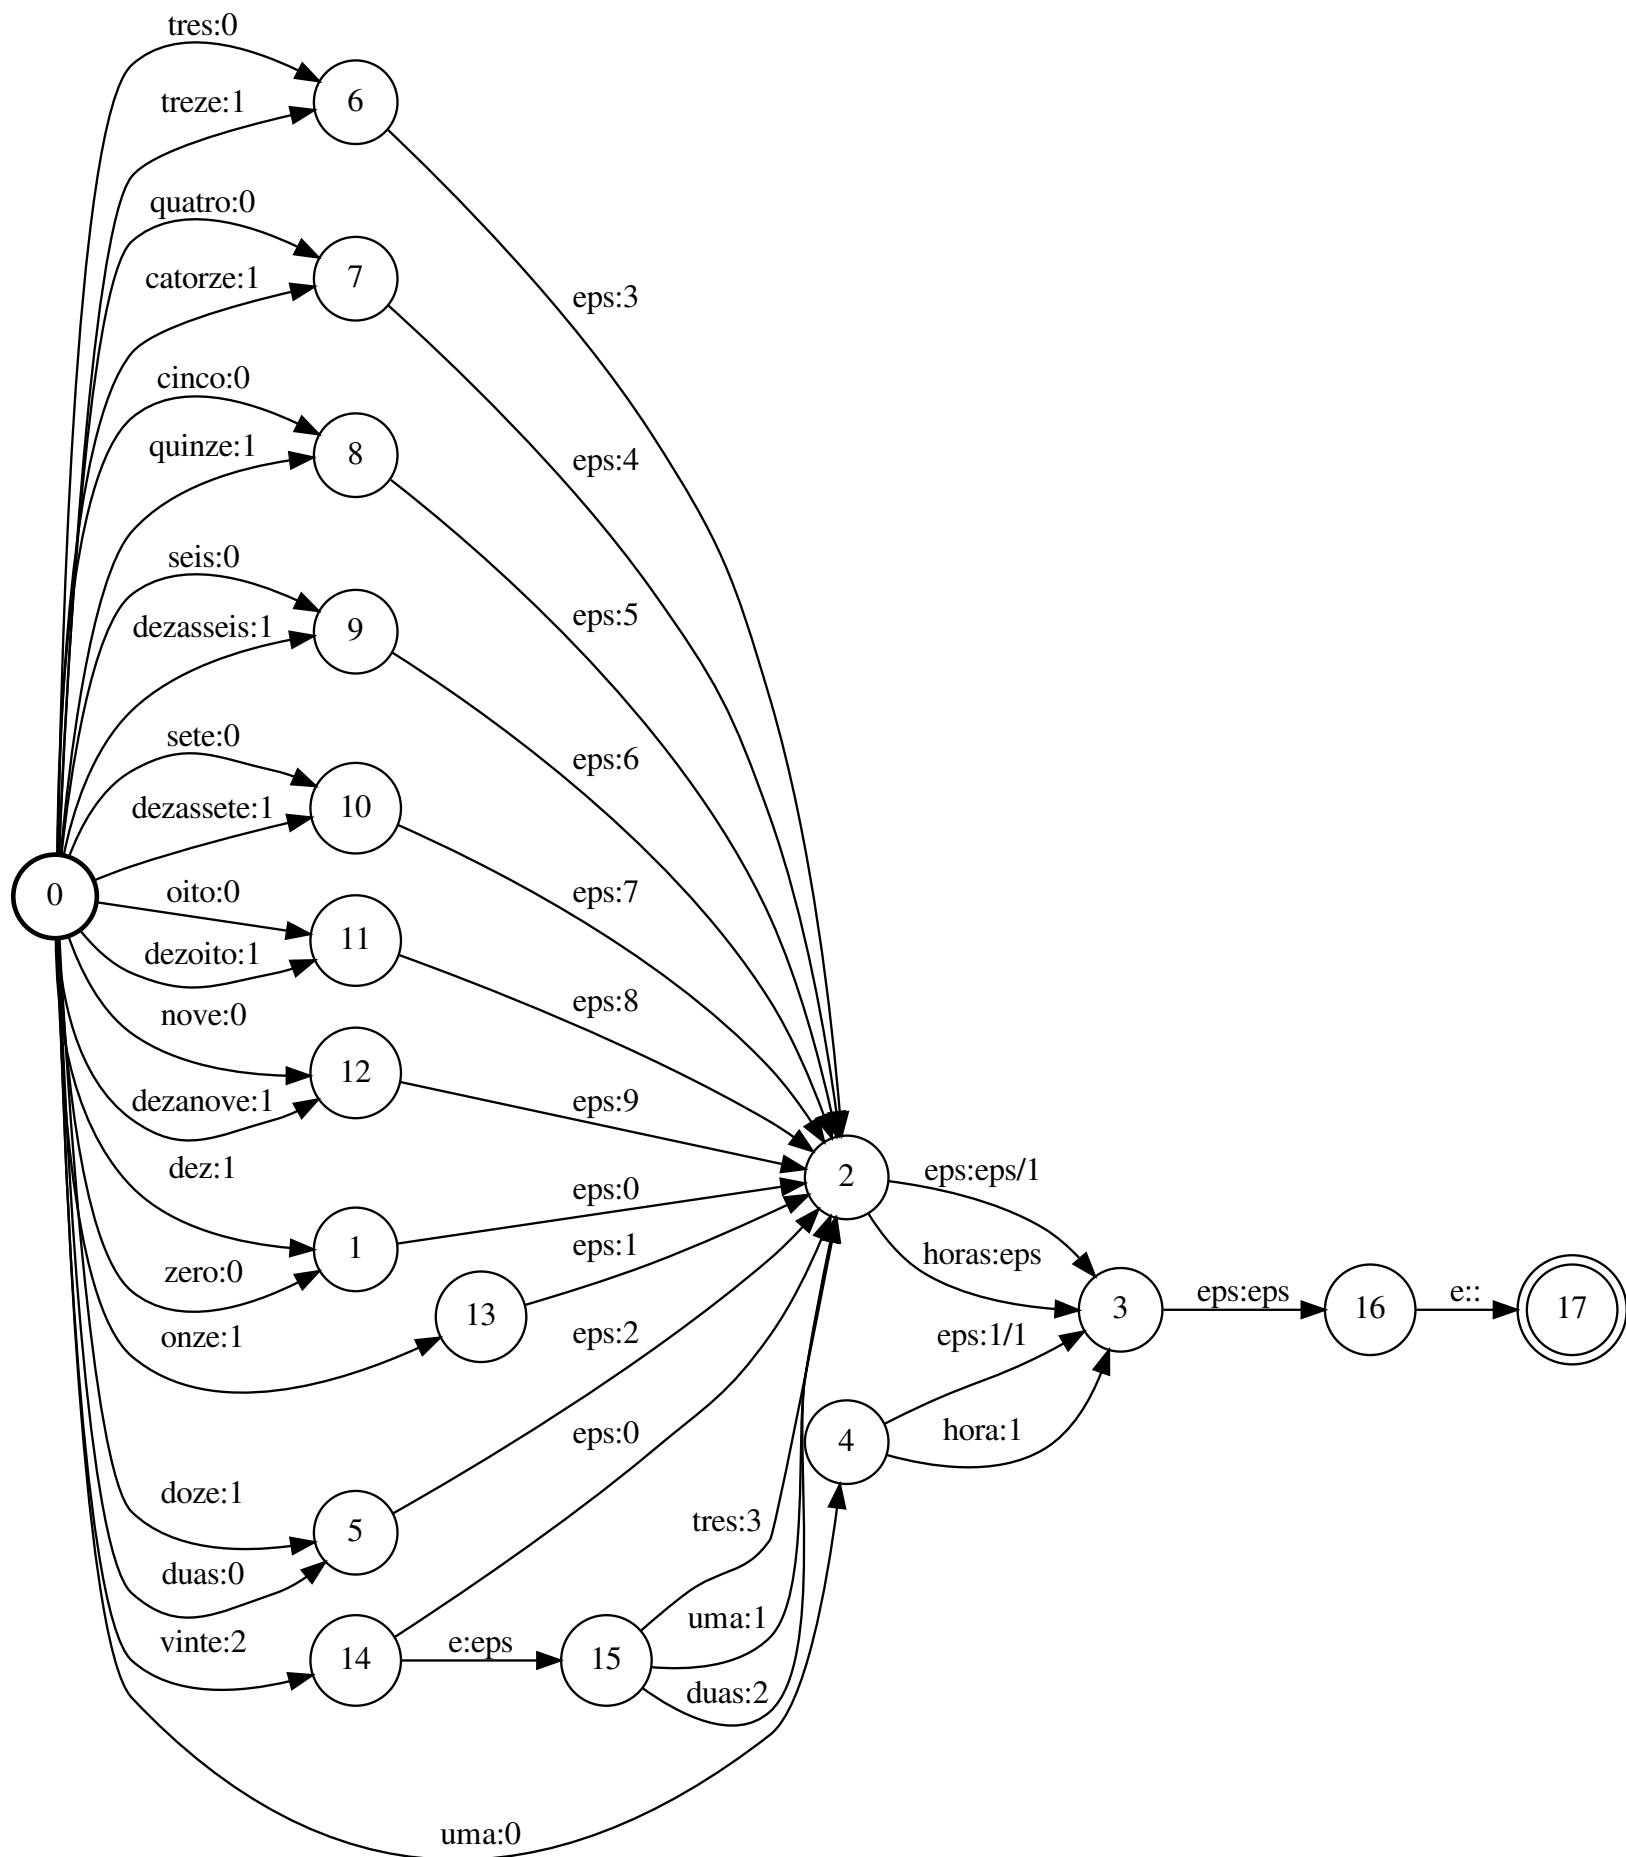 tres:0
6
treze:1
quatro:0
7
catorze:1
eps:3
cinco:0
8
quinze:1
eps:4
seis:0
9
dezasseis:1
eps:5
sete:0
10
dezassete:1
eps:6
0
oito:0
11
dezoito:1
eps:7
nove:0
12
dezanove:1
eps:8
eps:9
dez:1
1
zero:0
eps:0
2
eps:eps/1
horas:eps
onze:1
13
eps:1
3
eps:eps
16
e::
17
eps:2
eps:1/1
eps:0
4
hora:1
doze:1
5
duas:0
tres:3
vinte:2
14
e:eps
15
uma:1
duas:2
uma:0